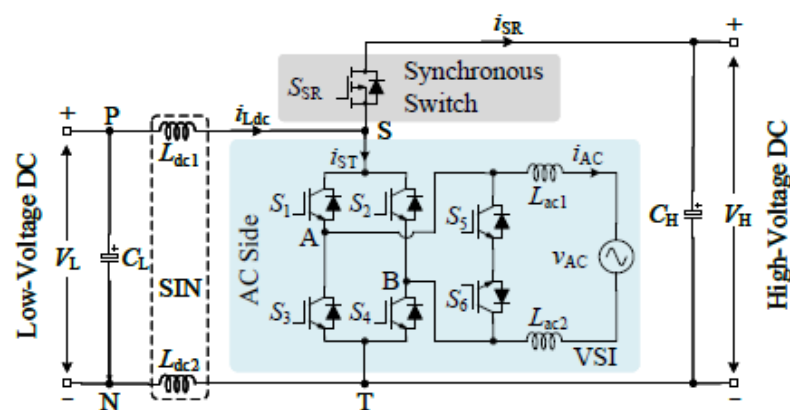 i_SR
S_SR
Synchronous
Switch
+
+
P
i_Ldc
S
L_dc1
i_ST
i_AC
L_ac1
S_1
S_2
S_5
A
Low-Voltage DC
V_L
C_L
SIN
AC Side
B
v_AC
C_H
V_H
High-Voltage DC
S_3
S_4
S_6
L_ac2
VSI
L_dc2
−
−
N
T